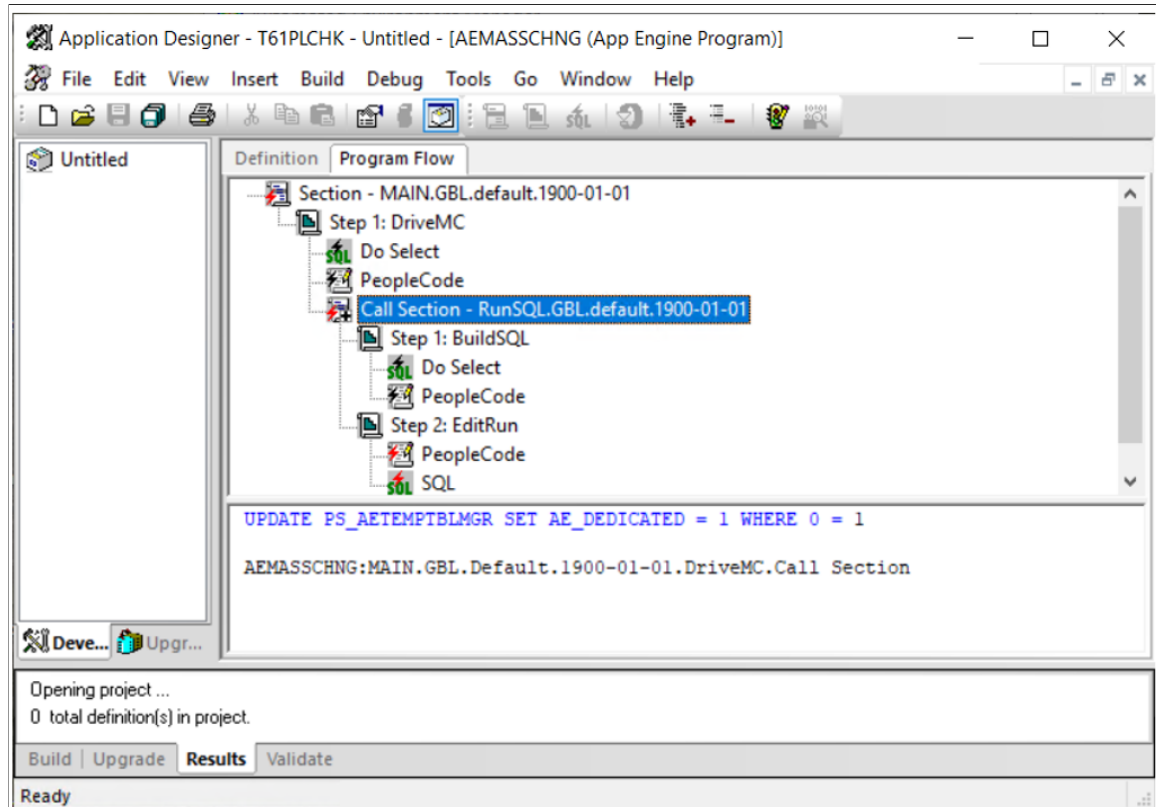 Application Designer - T61PLCHK - Untitled - [AEMASSCHNG (App Engine Program)]
File Edit View Insert Build Debug Tools Go Window Help
Untitled
Definition Program Flow
Section - MAIN.GBL.default.1900-01-01
Step 1: DriveMC
SQL Do Select
PeopleCode
Call Section - RunSQL.GBL.default.1900-01-01
Step 1: BuildSQL
SQL Do Select
PeopleCode
Step 2: EditRun
PeopleCode
SQL SQL
UPDATE PS_AETEMPTBLMGR SET AE_DEDICATED = 1 WHERE 0 = 1
AEMASSCHNG:MAIN.GBL.Default.1900-01-01.DriveMC.Call Section
Deve... Upgr...
Opening project ...
0 total definition(s) in project.
Build Upgrade Results Validate
Ready